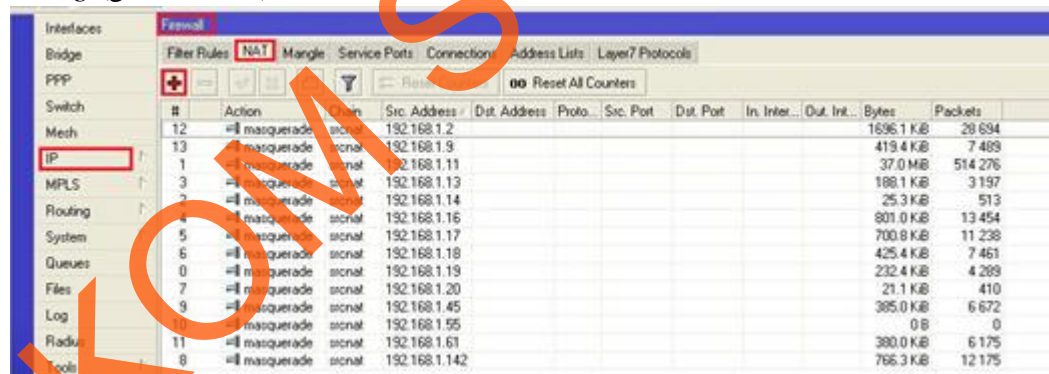 Interfaces
Bridge
PPP
Switch
Mesh
IP
MPLS
Routing
System
Queues
Files
Log
Radius
Tools
Firewall
Filter Rules NAT Mangle Service Ports Connections Address Lists Layer7 Protocols
Reset Counters 00 Reset All Counters
# Action Chain Src. Address Dst. Address Proto... Src. Port Dst. Port In. Inter... Out. Int... Bytes Packets
12 masquerade srcnat 192.168.1.2 1696.1 KiB 28 694
13 masquerade srcnat 192.168.1.9 419.4 KiB 7 489
1 masquerade srcnat 192.168.1.11 37.0 MiB 514 276
3 masquerade srcnat 192.168.1.13 188.1 KiB 3 197
2 masquerade srcnat 192.168.1.14 25.3 KiB 513
4 masquerade srcnat 192.168.1.16 801.0 KiB 13 454
5 masquerade srcnat 192.168.1.17 700.8 KiB 11 238
6 masquerade srcnat 192.168.1.18 425.4 KiB 7 461
0 masquerade srcnat 192.168.1.19 232.4 KiB 4 289
7 masquerade srcnat 192.168.1.20 21.1 KiB 410
9 masquerade srcnat 192.168.1.45 385.0 KiB 6 672
10 masquerade srcnat 192.168.1.55 0 B 0
11 masquerade srcnat 192.168.1.61 380.0 KiB 6 175
8 masquerade srcnat 192.168.1.142 766.3 KiB 12 175
KOMS